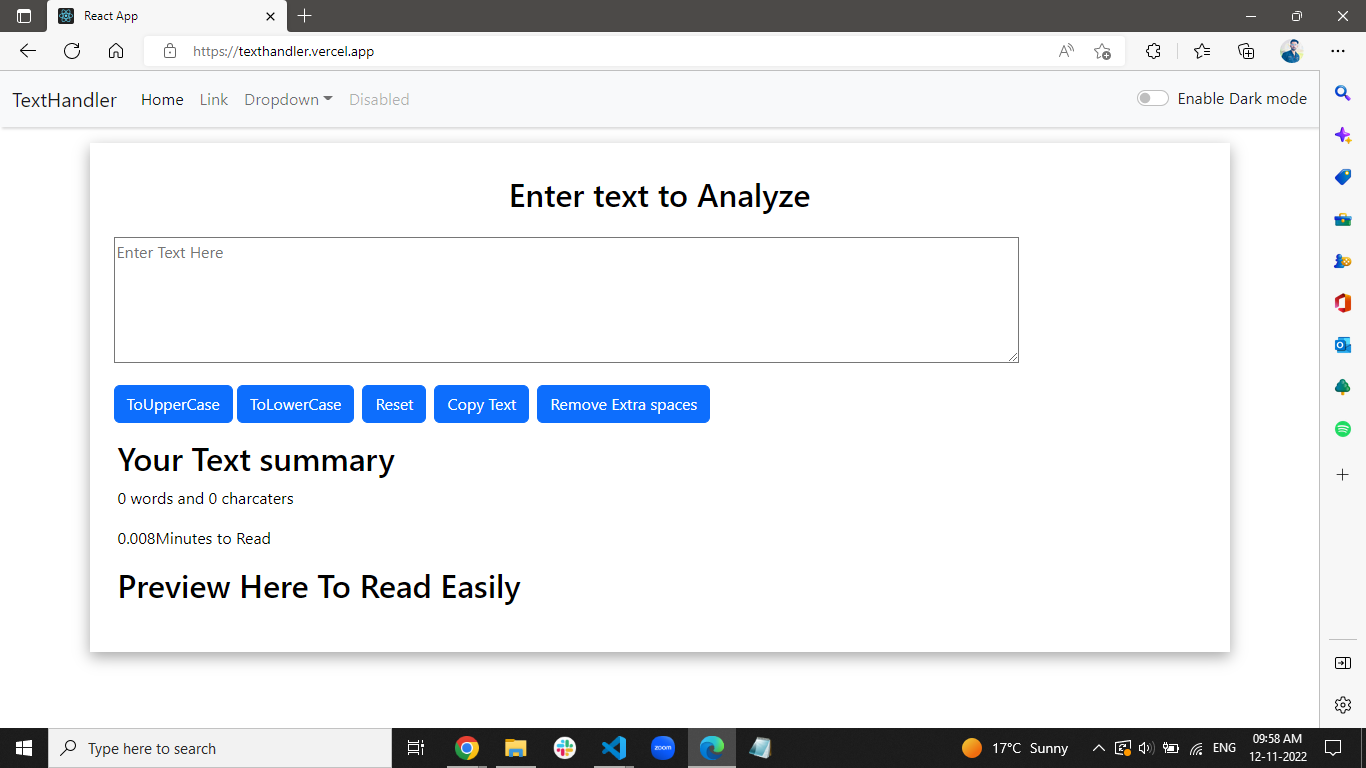 React App
https://texthandler.vercel.app
TextHandler Home Link Dropdown Disabled Enable Dark mode
Enter text to Analyze
Enter Text Here
ToUpperCase ToLowerCase Reset Copy Text Remove Extra spaces
Your Text summary
0 words and 0 charcaters
0.008Minutes to Read
Preview Here To Read Easily
Type here to search zoom 17°C Sunny ENG 09:58 AM
12-11-2022